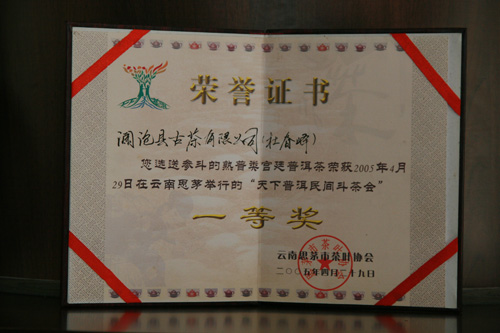 荣誉证书
澜沧县古茶有限公司(杜春峄)
您选送参斗的熟普类宫廷普洱茶荣获2005年4月
29日在云南思茅举行的“天下普洱民间斗茶会”
一等奖
云南思茅市茶叶协会
二〇〇五年四月二十九日